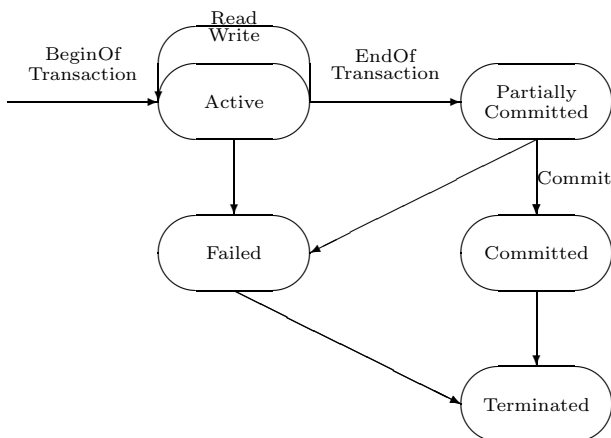 Read
Write
BeginOf
Transaction
EndOf
Transaction
Active
Partially
Committed
Commit
Failed
Committed
Terminated